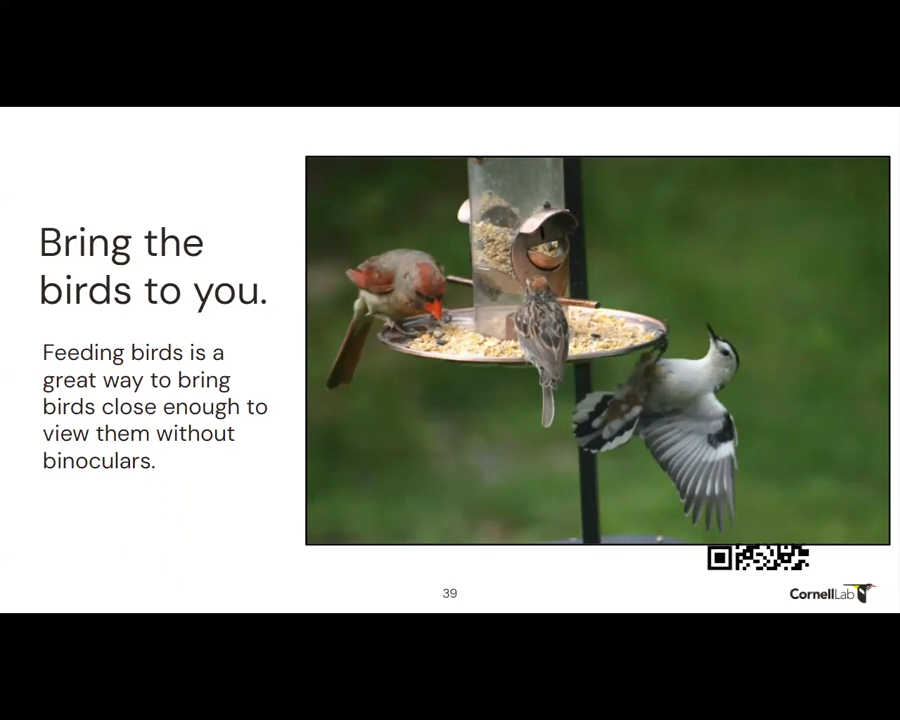 Bring the
birds to you.
Feeding birds is a
great way to bring
birds close enough to
view them without
binoculars.
39
CornellLab